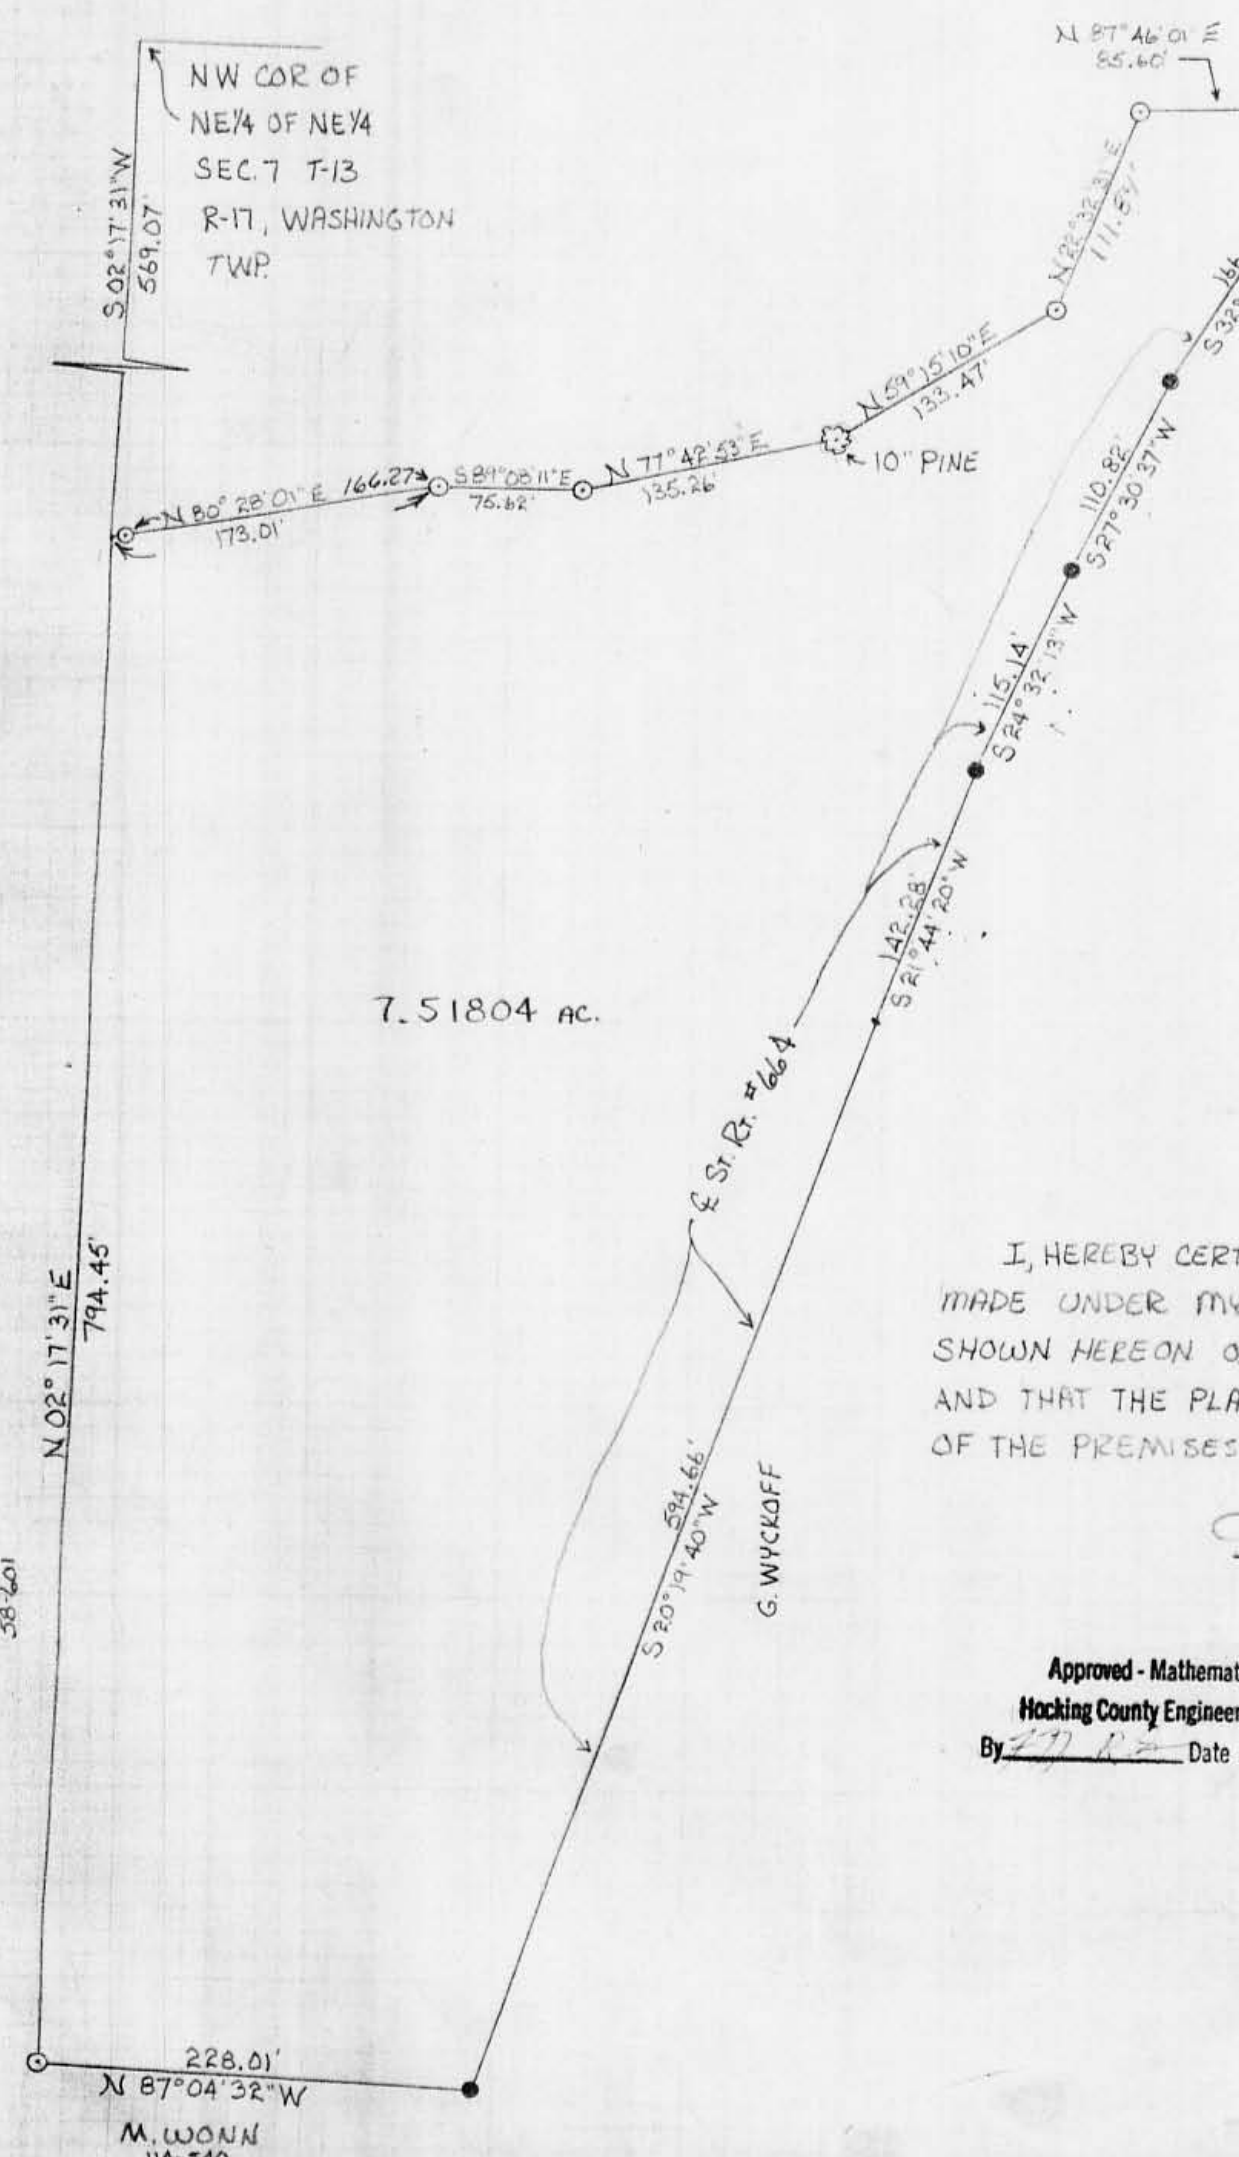 N 87°46'01" E
85.60'
NW COR OF
NE¼ OF NE¼
SEC.7 T-13
R-17, WASHINGTON
TWP.
S 02°17'31"W
569.07'
N 22°32'31" E
S 32°
N 59°15'10"E
133.47'
10" PINE
N 77°42'53"E
135.26'
S 89°08'11"E
75.62'
166.27'
N 80°28'01" E
173.01'
110.82'
S 27°30'37"W
115.14'
S 24°32'13"W
142.28'
S 21°44'20"W
7.51804 AC.
℄ ST. RT. #664
N 02°17'31" E
794.45'
594.66'
S 20°19'40"W
G. WYCKOFF
I, HEREBY CERT
MADE UNDER MY
SHOWN HEREON
AND THAT THE PLA
OF THE PREMISES
58-601
Approved - Mathemat
Hocking County Engineer
By Date
228.01'
N 87°04'32"W
M. WONN